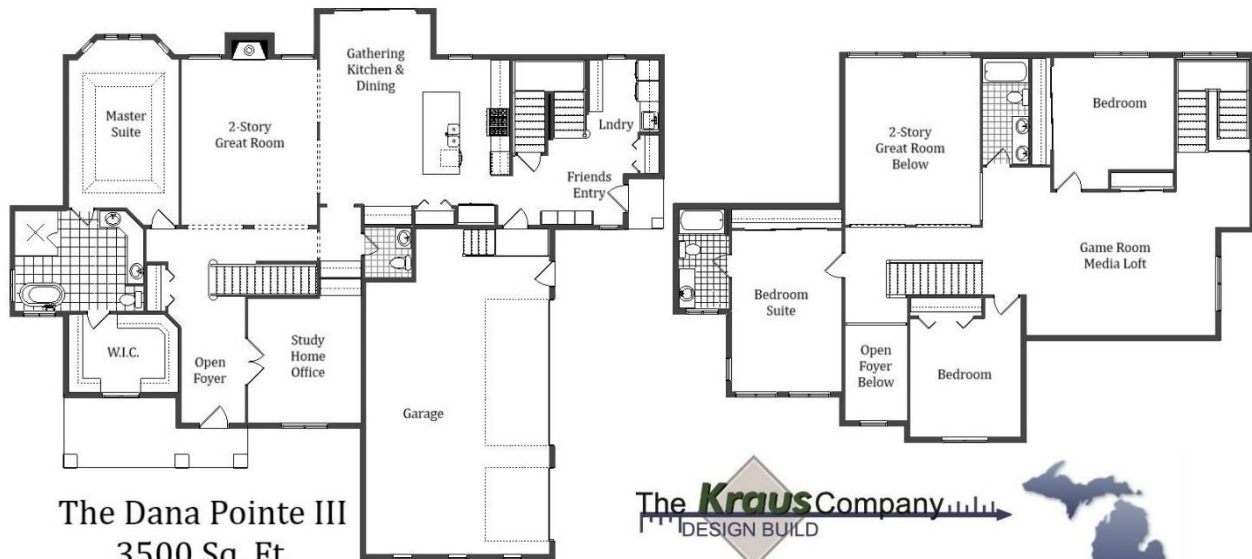 Gathering
Kitchen &
Dining
Master
Suite
2-Story
Great Room
Lndry
Friends
Entry
W.I.C.
Open
Foyer
Study
Home
Office
Garage
The Dana Pointe III
3500 Sq. Ft.
2-Story
Great Room
Below
Bedroom
Game Room
Media Loft
Bedroom
Suite
Open
Foyer
Below
Bedroom
The Kraus Company
DESIGN BUILD